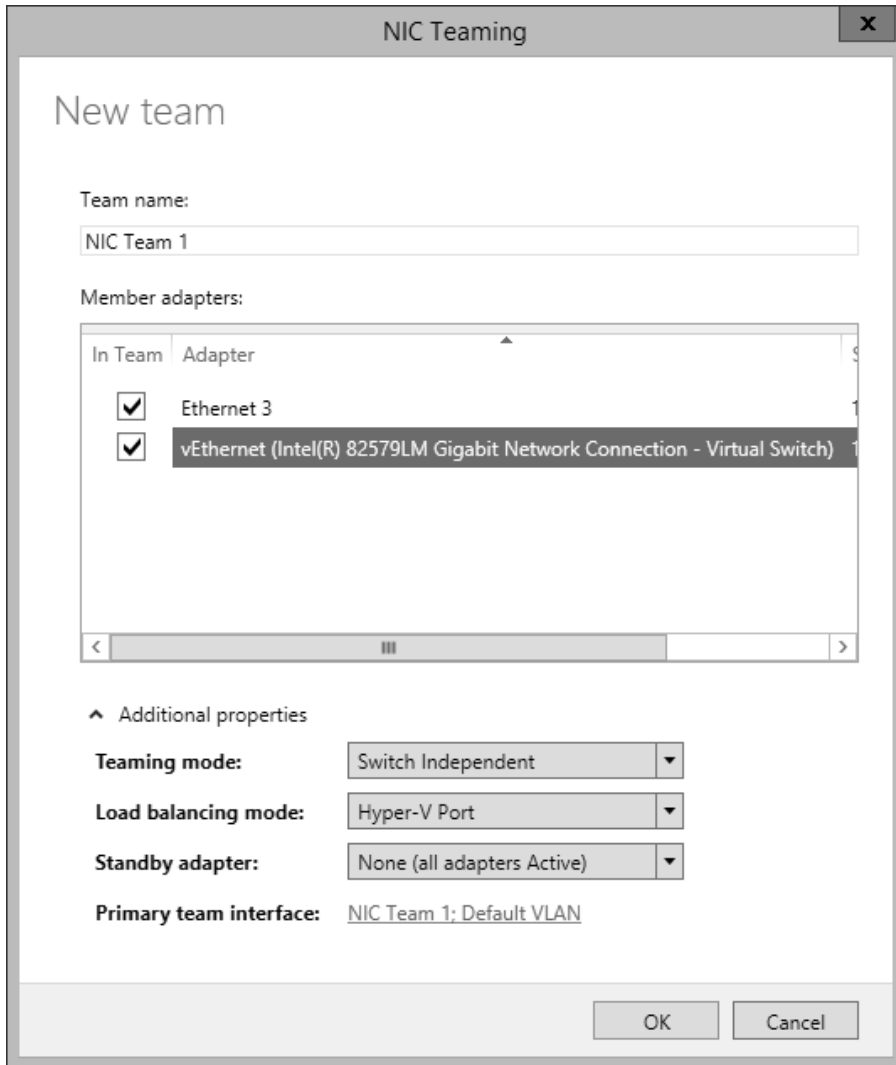 NIC Teaming
x
New team
Team name:
NIC Team 1
Member adapters:
In Team Adapter
Ethernet 3
vEthernet (Intel(R) 82579LM Gigabit Network Connection - Virtual Switch)
Additional properties
Teaming mode: Switch Independent
Load balancing mode: Hyper-V Port
Standby adapter: None (all adapters Active)
Primary team interface: NIC Team 1; Default VLAN
OK Cancel